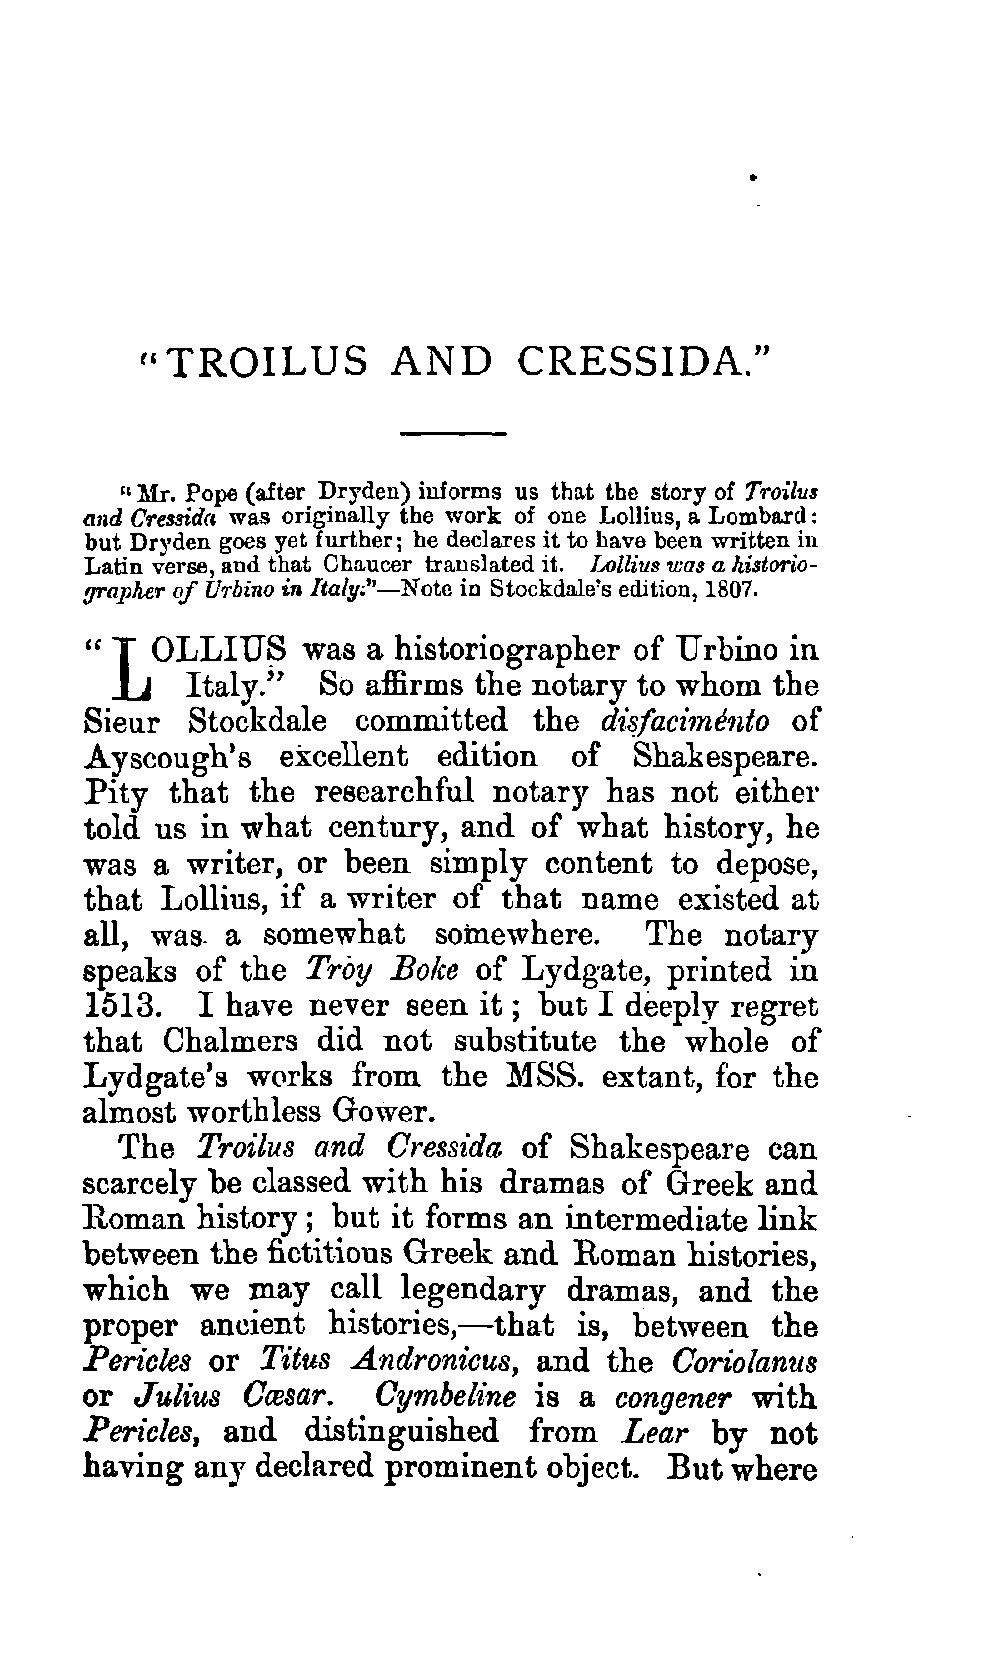 "TROILUS AND CRESSIDA."
"Mr. Pope (after Dryden) informs us that the story of Troilus
and Cressida was originally the work of one Lollius, a Lombard:
but Dryden goes yet further; he declares it to have been written in
Latin verse, and that Chaucer translated it. Lollius was a historio-
grapher of Urbino in Italy:"—Note in Stockdale's edition, 1807.
"LOLLIUS was a historiographer of Urbino in
Italy." So affirms the notary to whom the
Sieur Stockdale committed the disfaciménto of
Ayscough's excellent edition of Shakespeare.
Pity that the researchful notary has not either
told us in what century, and of what history, he
was a writer, or been simply content to depose,
that Lollius, if a writer of that name existed at
all, was a somewhat somewhere. The notary
speaks of the Troy Boke of Lydgate, printed in
1513. I have never seen it; but I deeply regret
that Chalmers did not substitute the whole of
Lydgate's works from the MSS. extant, for the
almost worthless Gower.
The Troilus and Cressida of Shakespeare can
scarcely be classed with his dramas of Greek and
Roman history; but it forms an intermediate link
between the fictitious Greek and Roman histories,
which we may call legendary dramas, and the
proper ancient histories,—that is, between the
Pericles or Titus Andronicus, and the Coriolanus
or Julius Cæsar. Cymbeline is a congener with
Pericles, and distinguished from Lear by not
having any declared prominent object. But where